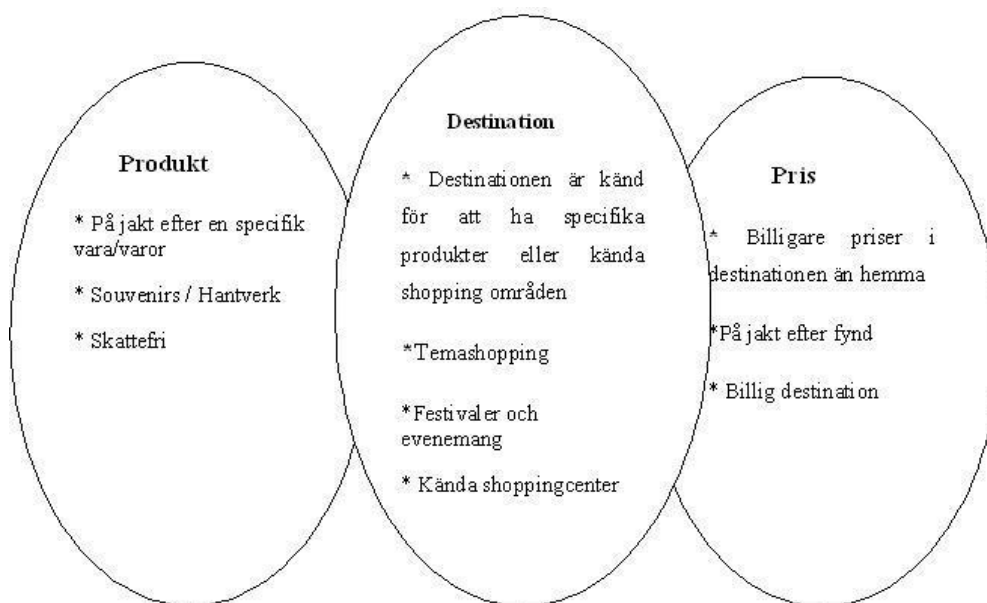 Produkt
* På jakt efter en specifik
vara/varor
* Souvenirs / Hantverk
* Skattefri
Destination
* Destinationen är känd
för att ha specifika
produkter eller kända
shopping områden
*Temashopping
*Festivaler och
evenemang
* Kända shoppingcenter
Pris
* Billigare priser i
destinationen än hemma
*På jakt efter fynd
* Billig destination